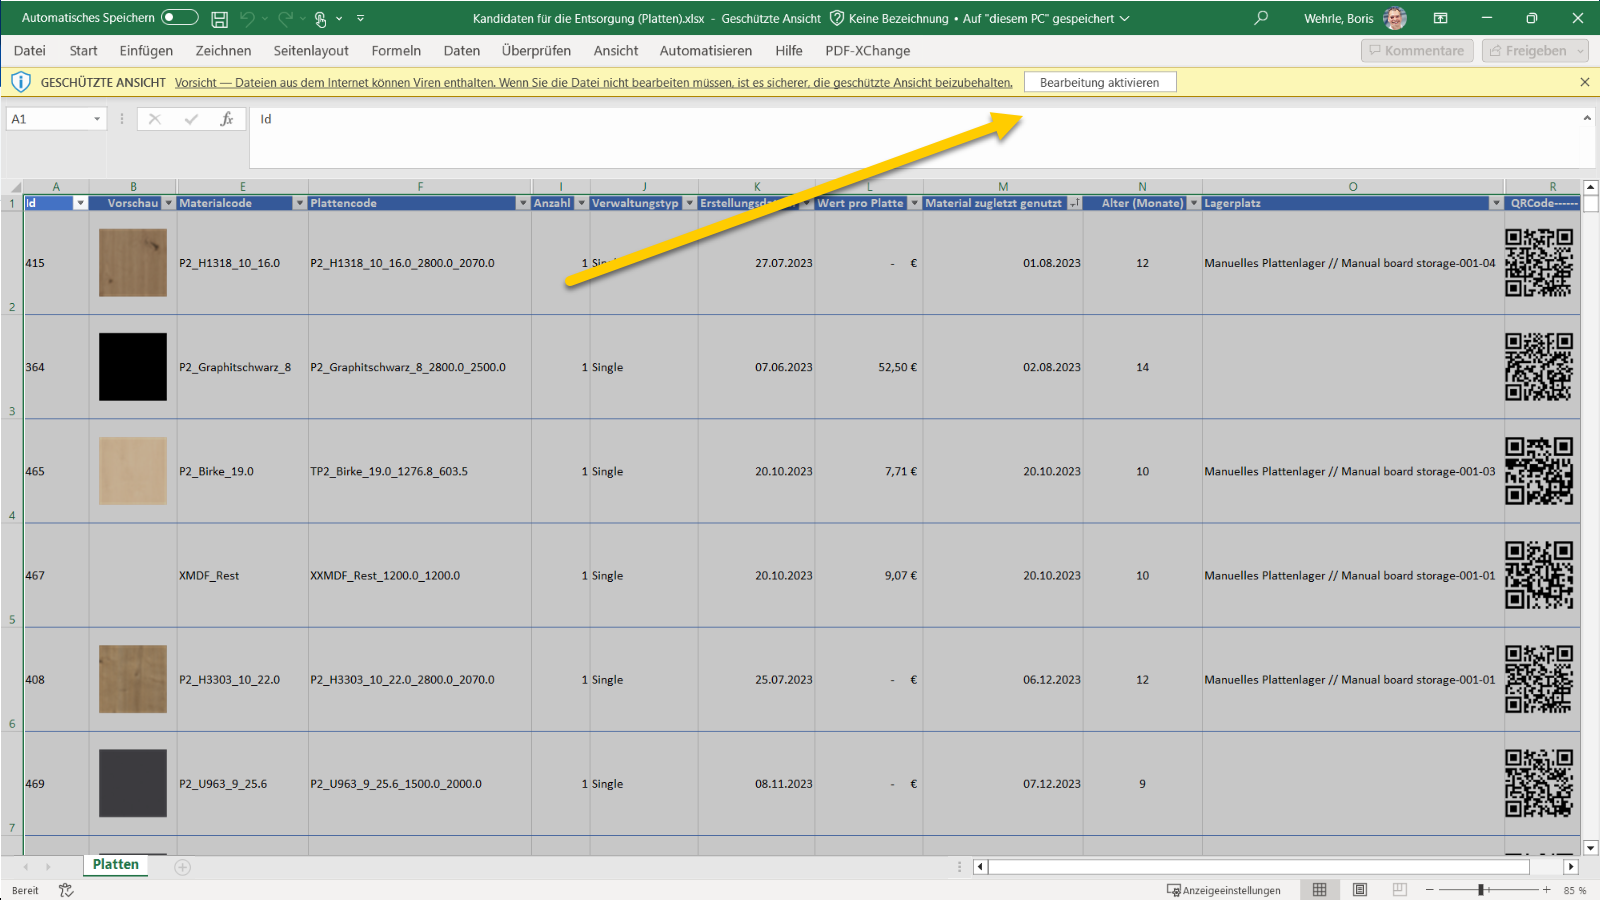 Automatisches Speichern
Kandidaten für die Entsorgung (Platten).xlsx - Geschützte Ansicht
Keine Bezeichnung • Auf "diesem PC" gespeichert
Wehrle, Boris
Datei Start Einfügen Zeichnen Seitenlayout Formeln Daten Überprüfen Ansicht Automatisieren Hilfe PDF-XChange
Kommentare Freigeben
GESCHÜTZTE ANSICHT Vorsicht — Dateien aus dem Internet können Viren enthalten. Wenn Sie die Datei nicht bearbeiten müssen, ist es sicherer, die geschützte Ansicht beizubehalten. Bearbeitung aktivieren
A1 fx Id
A B E F I J K L M N O R
1 Id Vorschau Materialcode Plattencode Anzahl Verwaltungstyp Wert pro Platte Material zugletzt genutzt Alter (Monate) Lagerplatz QRCode------
2 415 P2_H1318_10_16.0 P2_H1318_10_16.0_2800.0_2070.0 1 27.07.2023 - € 01.08.2023 12 Manuelles Plattenlager // Manual board storage-001-04
3 364 P2_Graphitschwarz_8 P2_Graphitschwarz_8_2800.0_2500.0 1 Single 07.06.2023 52,50 € 02.08.2023 14
4 465 P2_Birke_19.0 TP2_Birke_19.0_1276.8_603.5 1 Single 20.10.2023 7,71 € 20.10.2023 10 Manuelles Plattenlager // Manual board storage-001-03
5 467 XMDF_Rest XXMDF_Rest_1200.0_1200.0 1 Single 20.10.2023 9,07 € 20.10.2023 10 Manuelles Plattenlager // Manual board storage-001-01
6 408 P2_H3303_10_22.0 P2_H3303_10_22.0_2800.0_2070.0 1 Single 25.07.2023 - € 06.12.2023 12 Manuelles Plattenlager // Manual board storage-001-01
7 469 P2_U963_9_25.6 P2_U963_9_25.6_1500.0_2000.0 1 Single 08.11.2023 - € 07.12.2023 9
Platten
Bereit
Anzeigeeinstellungen
85 %